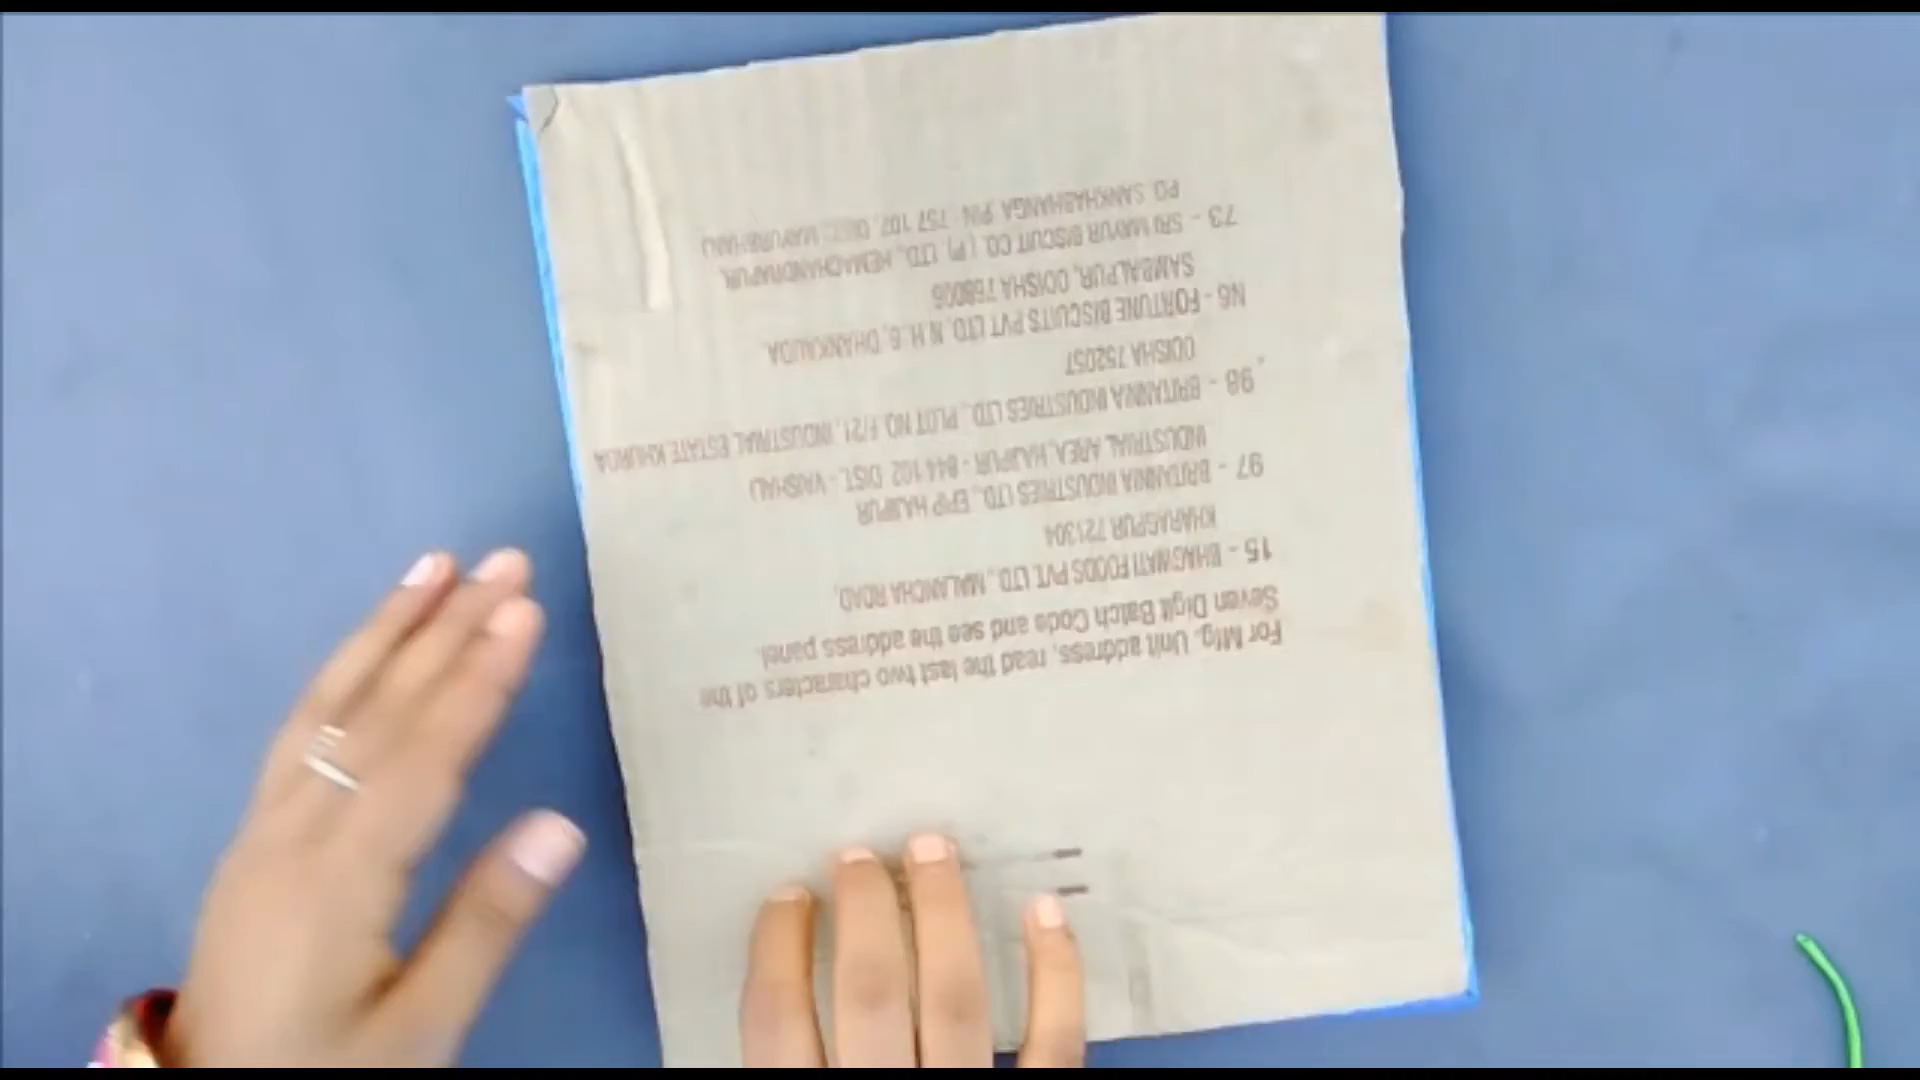 For Mfg. Unit address, read the last two characters of the
Seven Digit Batch Code and see the address panel.
15 - BHAGWATI FOODS PVT. LTD., MALANCHA ROAD,
KHARAGPUR 721304
97 - BRITANNIA INDUSTRIES LTD., EPIP HAJIPUR
INDUSTRIAL AREA, HAJIPUR - 844 102 DIST. - VAISHALI
98 - BRITANNIA INDUSTRIES LTD., PLOT NO. F/21, INDUSTRIAL ESTATE, KHURDA
ODISHA 752057
N6 - FORTUNE BISCUITS PVT LTD, N.H. 6, DHANKAUDA,
SAMBALPUR, ODISHA 768006
73 - SRI MAYUR BISCUIT CO. ( P) LTD., HEMACHANDRAPUR,
PO. SANKHABHANGA PIN : 757 107, DIST. MAYURBHANJ